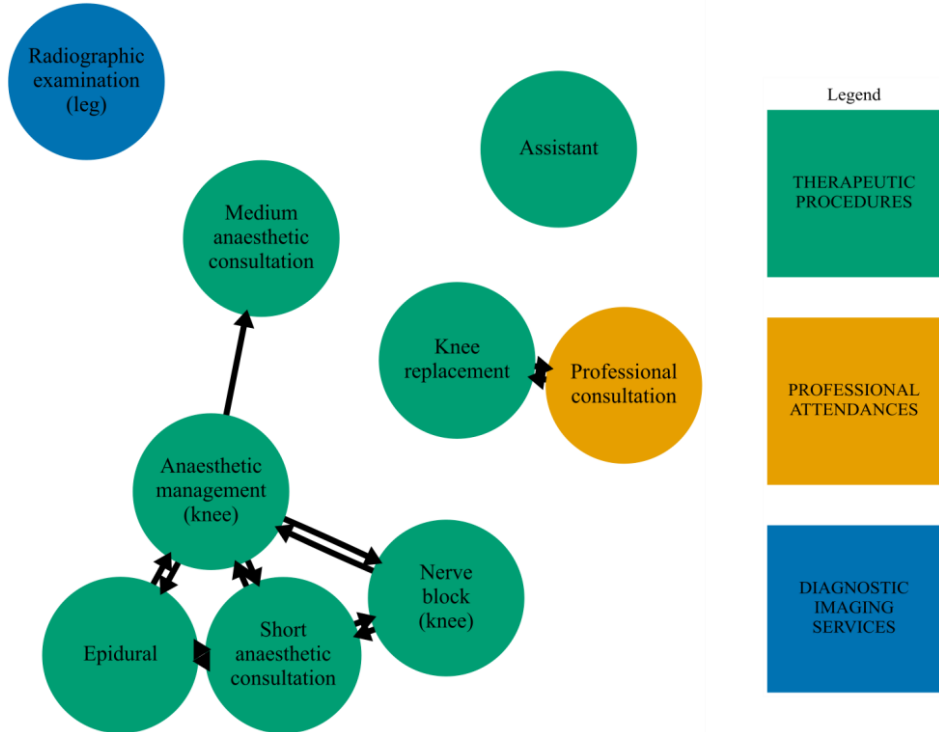 Radiographic
examination
(leg)
Assistant
Medium
anaesthetic
consultation
Knee
replacement
Professional
consultation
Anaesthetic
management
(knee)
Nerve
block
(knee)
Epidural
Short
anaesthetic
consultation
Legend
THERAPEUTIC
PROCEDURES
PROFESSIONAL
ATTENDANCES
DIAGNOSTIC
IMAGING
SERVICES